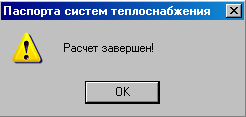 Паспорта систем теплоснабжения
Расчет завершен!
OK